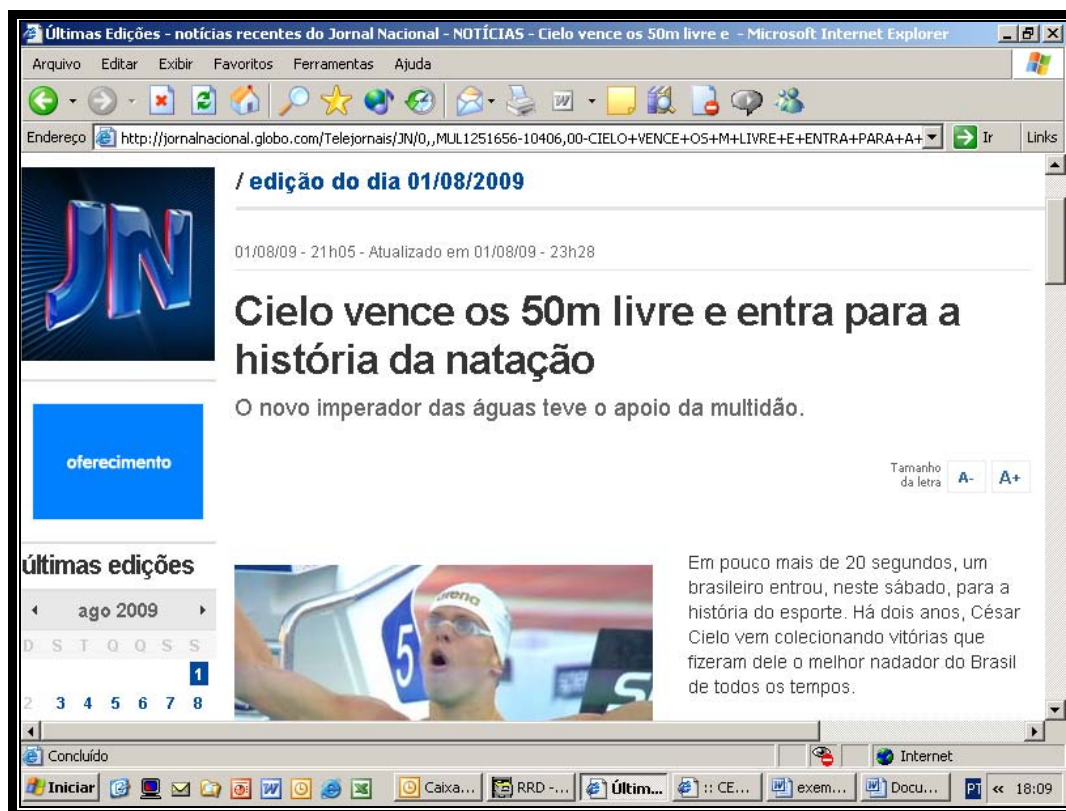 Últimas Edições - notícias recentes do Jornal Nacional - NOTÍCIAS - Cielo vence os 50m livre e - Microsoft Internet Explorer
Arquivo Editar Exibir Favoritos Ferramentas Ajuda
Endereço http://jornalnacional.globo.com/Telejornais/JN/0,,MUL1251656-10406,00-CIELO+VENCE+OS+M+LIVRE+E+ENTRA+PARA+A+ Ir Links
JN
/ edição do dia 01/08/2009
01/08/09 - 21h05 - Atualizado em 01/08/09 - 23h28
Cielo vence os 50m livre e entra para a
história da natação
O novo imperador das águas teve o apoio da multidão.
oferecimento
Tamanho
da letra A- A+
últimas edições
ago 2009
D S T Q Q S S
1
2 3 4 5 6 7 8
arena
5
Em pouco mais de 20 segundos, um
brasileiro entrou, neste sábado, para a
história do esporte. Há dois anos, César
Cielo vem colecionando vitórias que
fizeram dele o melhor nadador do Brasil
de todos os tempos.
Concluído Internet
Iniciar Caixa... RRD -... Últim... :: CE... exem... Docu... PT « 18:09